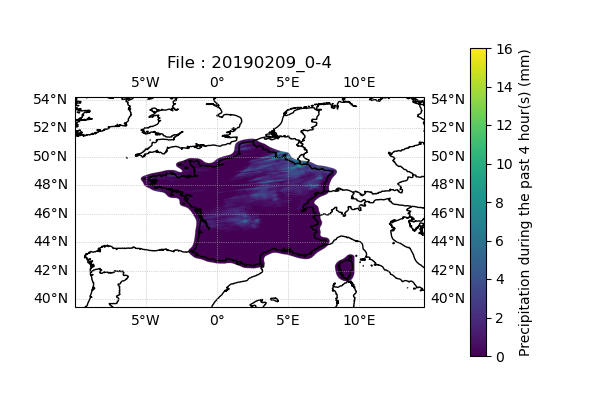 File : 20190209_0-4
5°W 0° 5°E 10°E
54°N 54°N
52°N 52°N
50°N 50°N
48°N 48°N
46°N 46°N
44°N 44°N
42°N 42°N
40°N 40°N
5°W 0° 5°E 10°E
16
14
12
10
8
6
4
2
0
Precipitation during the past 4 hour(s) (mm)